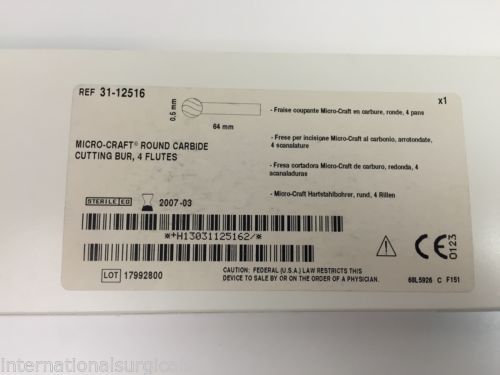 REF 31-12516
x1
0.6 mm
64 mm
MICRO-CRAFT® ROUND CARBIDE
CUTTING BUR, 4 FLUTES
- Fraise coupante Micro-Craft en carbure, ronde, 4 pans
- Frese per incisione Micro-Craft al carbonio, arrotondate,
4 scanalature
- Fresa cortadora Micro-Craft de carburo, redonda, 4
acanaladuras
- Micro-Craft Hartstahlbohrer, rund, 4 Rillen
STERILE EO 2007-03
*+H13031125162/*
LOT 17992800
CAUTION: FEDERAL (U.S.A.) LAW RESTRICTS THIS
DEVICE TO SALE BY OR ON THE ORDER OF A PHYSICIAN.
CE 0123
68L5926 C F151
internationalsurgical